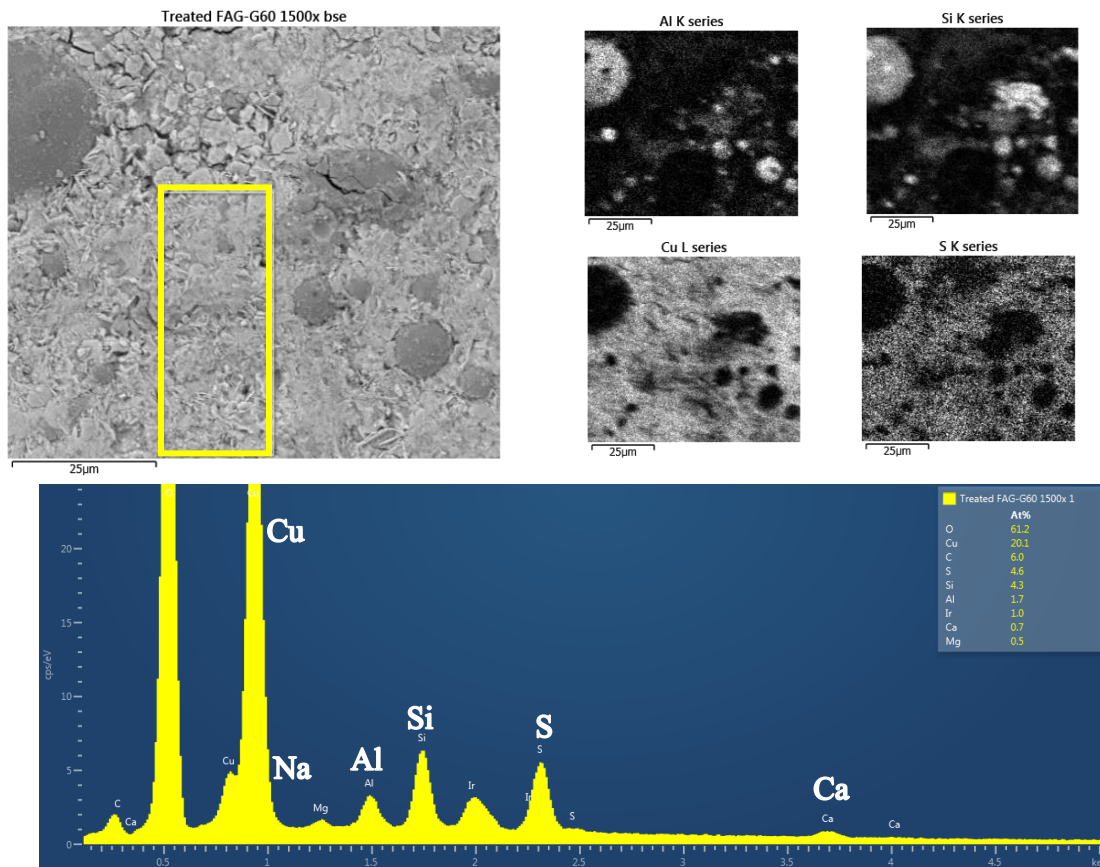 Treated FAG-G60 1500x bse
25µm
Al K series
25µm
Si K series
25µm
Cu L series
25µm
S K series
25µm
Treated FAG-G60 1500x 1
At%
O 61.2
Cu 20.1
C 6.0
S 4.6
Si 4.3
Al 1.7
Ir 1.0
Ca 0.7
Mg 0.5
cps/eV
20
15
10
5
0
C
Ca
O
Cu
Cu
Cu
Na
Mg
Al
Al
Si
Si
Ir
Ir
S
S
S
Ca
Ca
Ca
0.5 1 1.5 2 2.5 3 3.5 4 4.5 ke